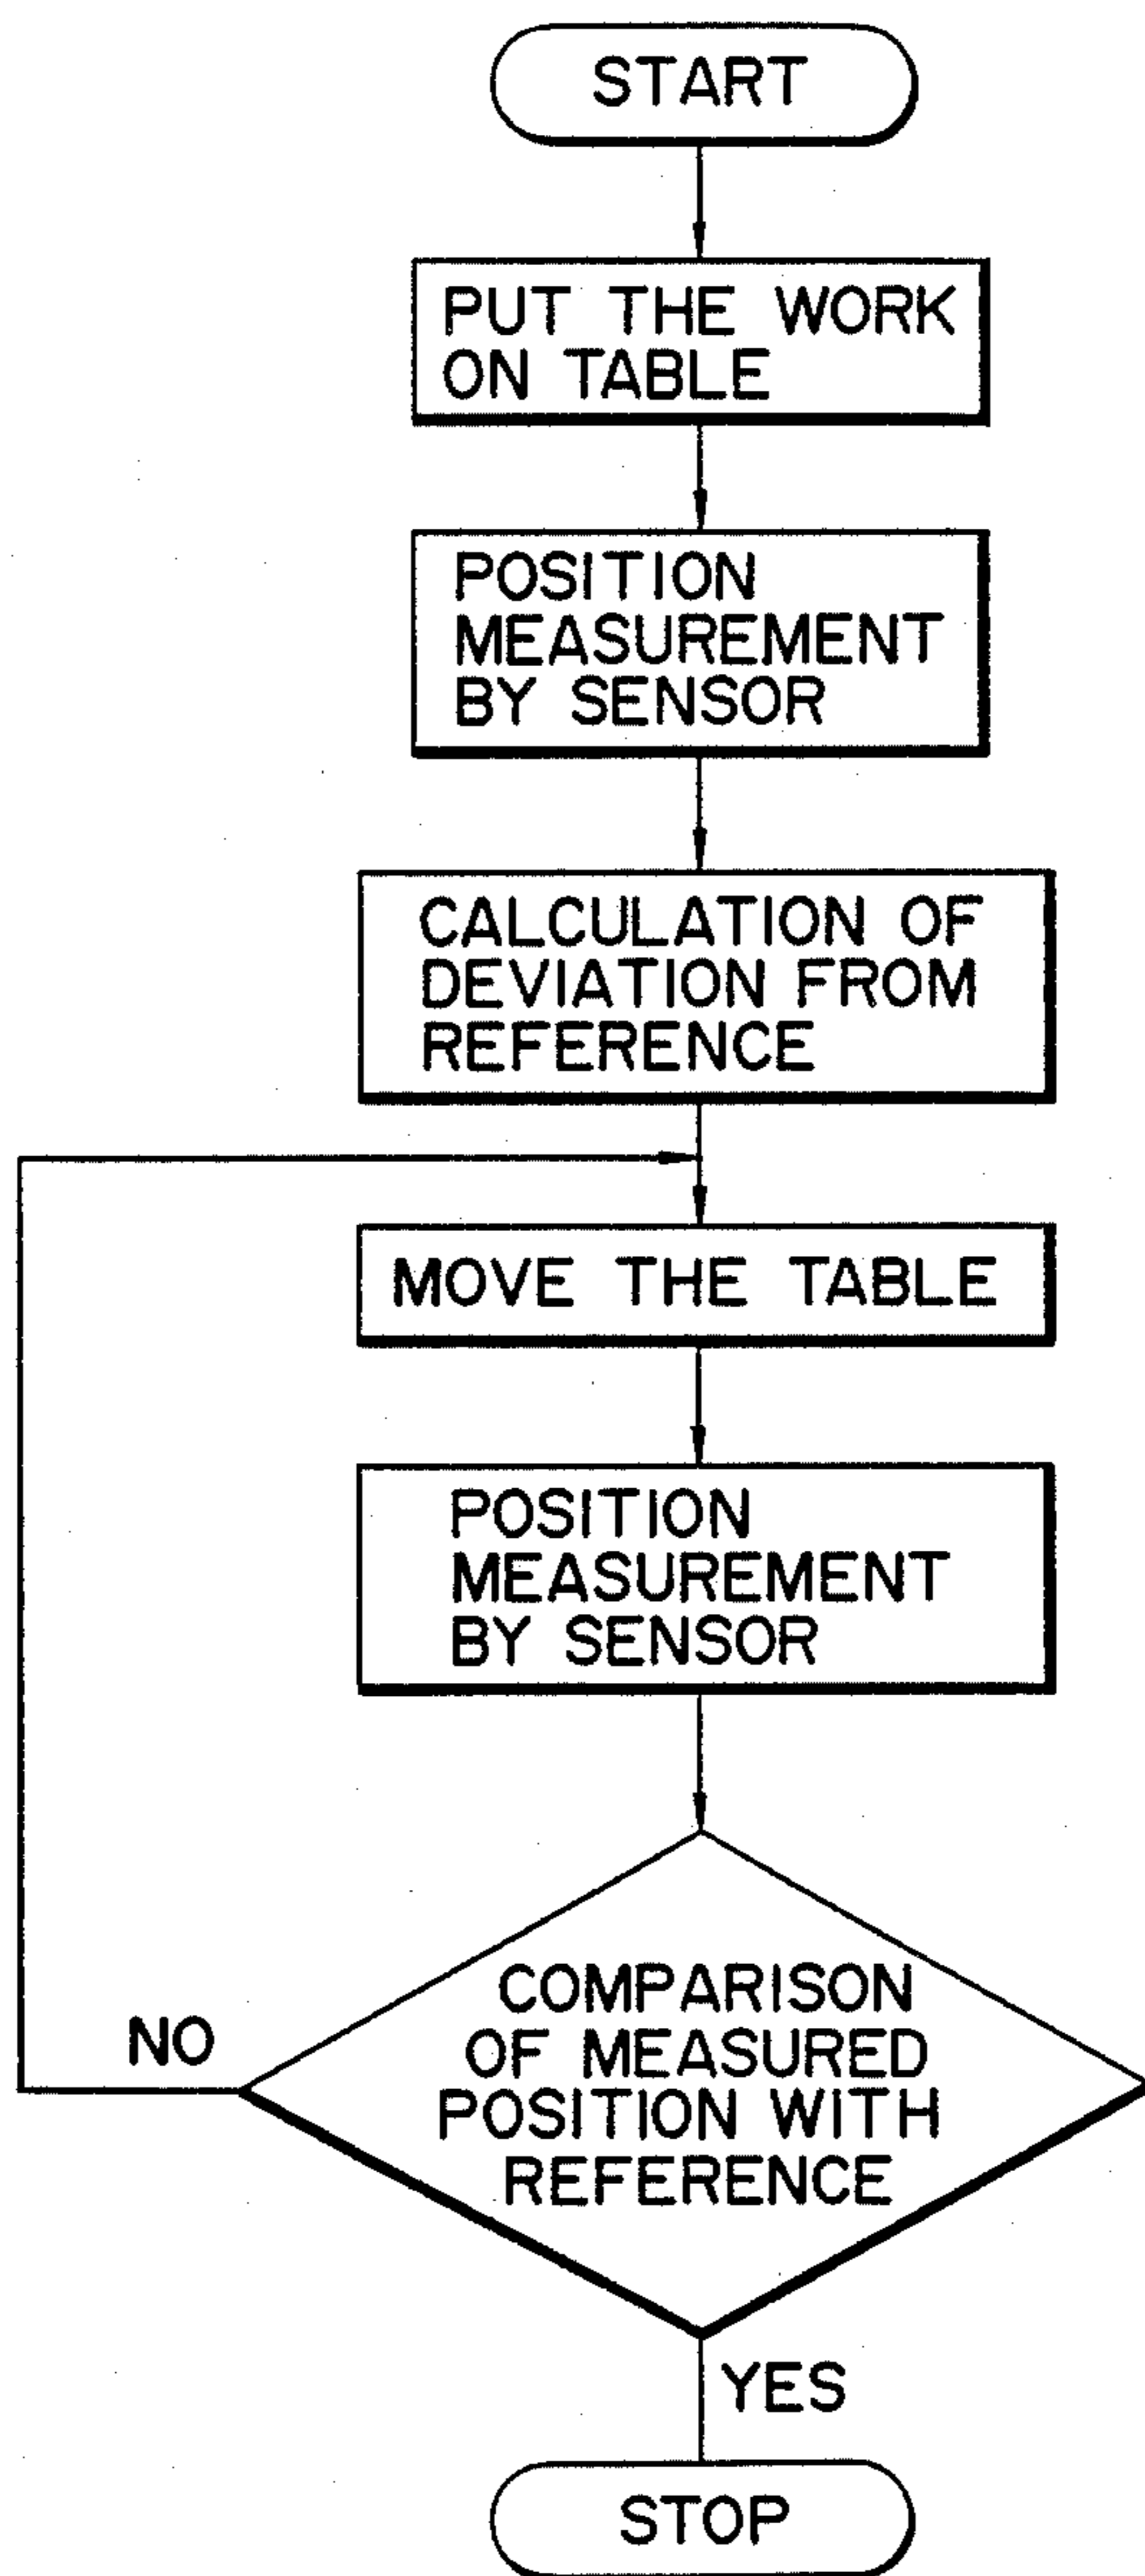 START
PUT THE WORK
ON TABLE
POSITION
MEASUREMENT
BY SENSOR
CALCULATION OF
DEVIATION FROM
REFERENCE
MOVE THE TABLE
POSITION
MEASUREMENT
BY SENSOR
COMPARISON
OF MEASURED
POSITION WITH
REFERENCE
NO
YES
STOP